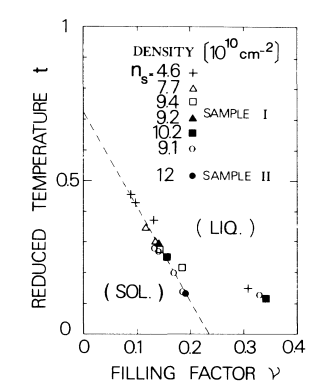 1
DENSITY [10¹⁰cm⁻²]
nₛ= 4.6 +
7.7 △
9.4 □ SAMPLE I
9.2 ▲
10.2 ■
9.1 ○
12 ● SAMPLE II
0.5
(LIQ.)
(SOL.)
0
0 0.1 0.2 0.3 0.4
FILLING FACTOR ν
REDUCED TEMPERATURE t